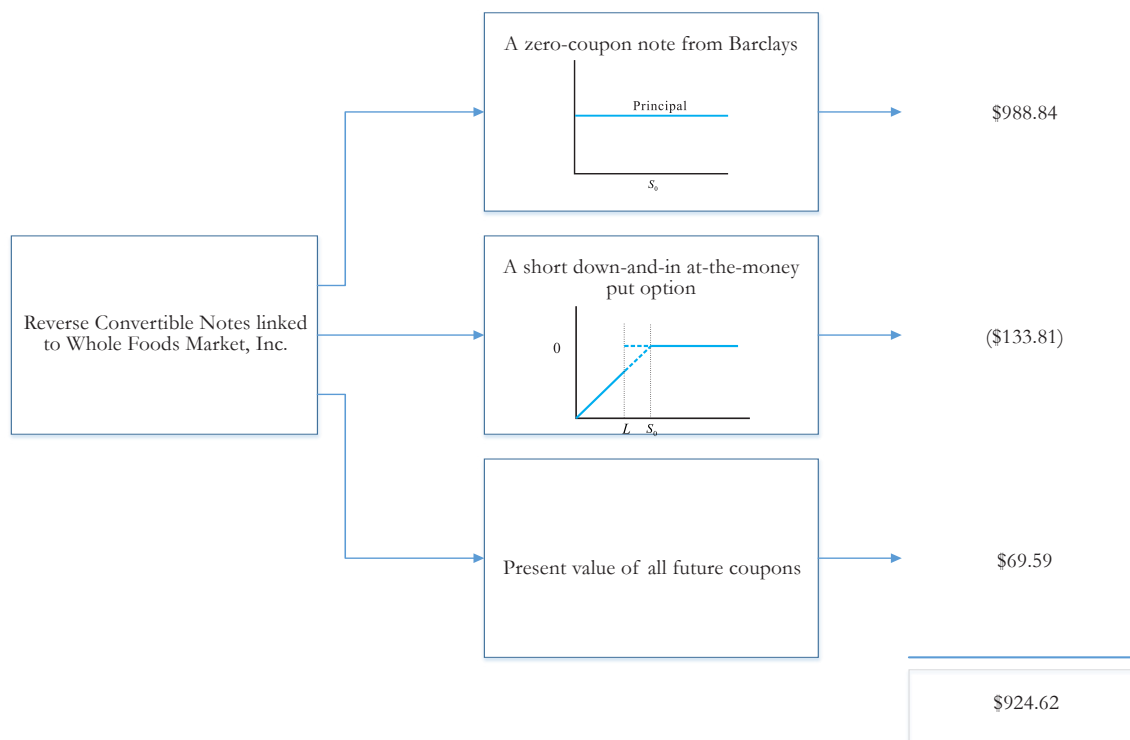 A zero-coupon note from Barclays
Principal
S₀
$988.84
Reverse Convertible Notes linked
to Whole Foods Market, Inc.
A short down-and-in at-the-money
put option
0
L S₀
($133.81)
Present value of all future coupons
$69.59
$924.62